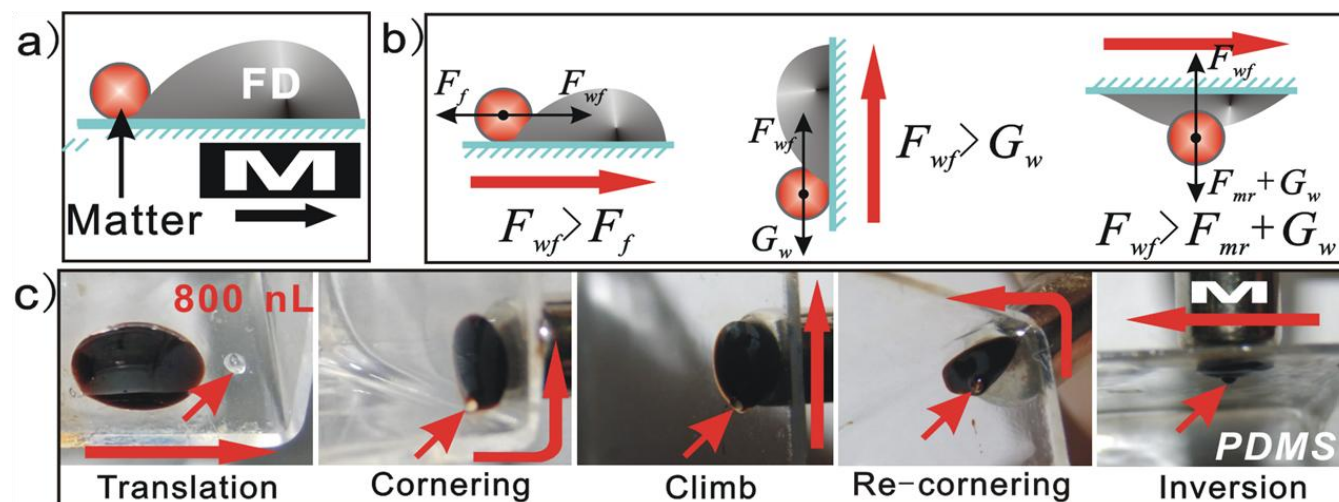 a)
FD
M
Matter
b)
F_f
F_wf
F_wf > F_f
F_wf
G_w
F_wf > G_w
F_wf
F_mr + G_w
F_wf > F_mr + G_w
c)
800 nL
Translation
Cornering
Climb
Re-cornering
M
PDMS
Inversion